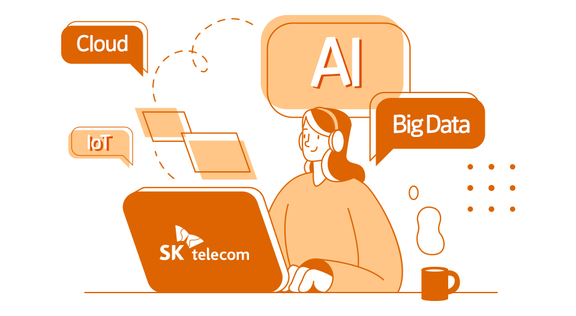 Cloud
AI
Big Data
IoT
SK telecom